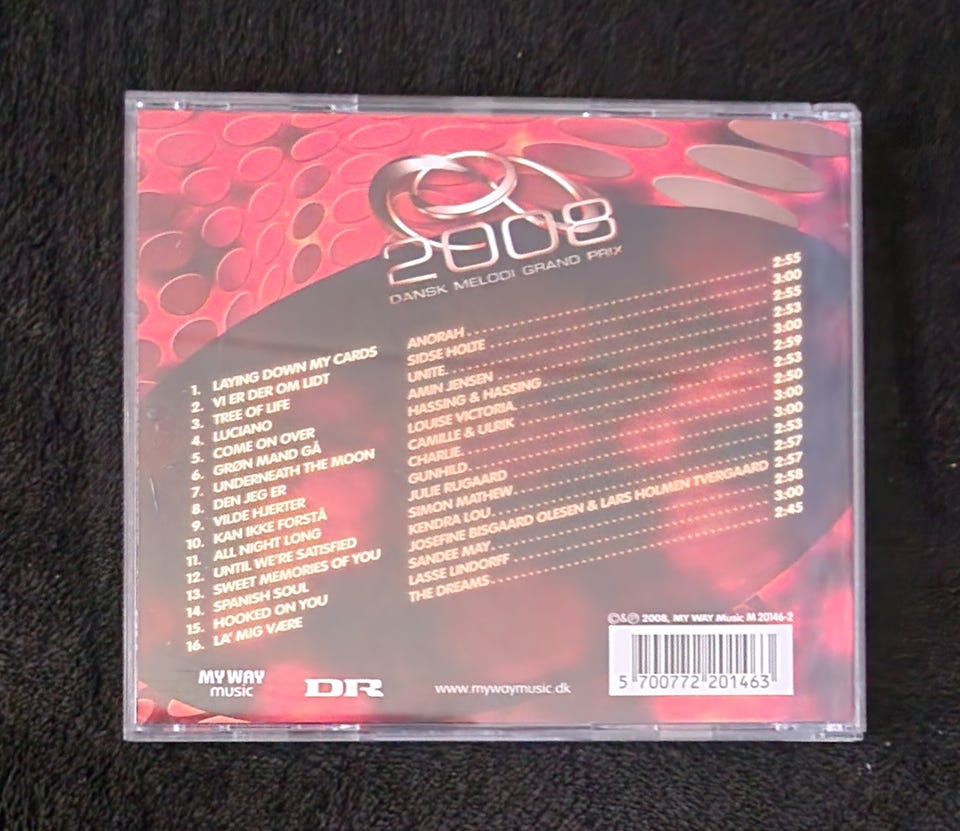 2008
DANSK MELODI GRAND PRIX
1. LAYING DOWN MY CARDS ANORAH 2:55
2. VI ER DER OM LIDT SIDSE HOLTE 3:00
3. TREE OF LIFE UNITE 2:55
4. LUCIANO AMIN JENSEN 2:53
5. COME ON OVER HASSING & HASSING 3:00
6. GRØN MAND GÅ LOUISE VICTORIA 2:59
7. UNDERNEATH THE MOON CAMILLE & ULRIK 2:53
8. DEN JEG ER CHARLIE 2:50
9. VILDE HJERTER GUNHILD 3:00
10. KAN IKKE FORSTÅ JULIE RUGAARD 3:00
11. ALL NIGHT LONG SIMON MATHEW 2:53
12. UNTIL WE'RE SATISFIED KENDRA LOU 2:57
13. SWEET MEMORIES OF YOU JOSEFINE BISGAARD OLESEN & LARS HOLMEN TVERGAARD 2:57
14. SPANISH SOUL SANDEE MAY 2:58
15. HOOKED ON YOU LASSE LINDORFF 3:00
16. LA' MIG VÆRE THE DREAMS 2:45
©&℗ 2008, MY WAY Music M 20146-2
MY WAY
music
DR
www.mywaymusic.dk
5 700772 201463